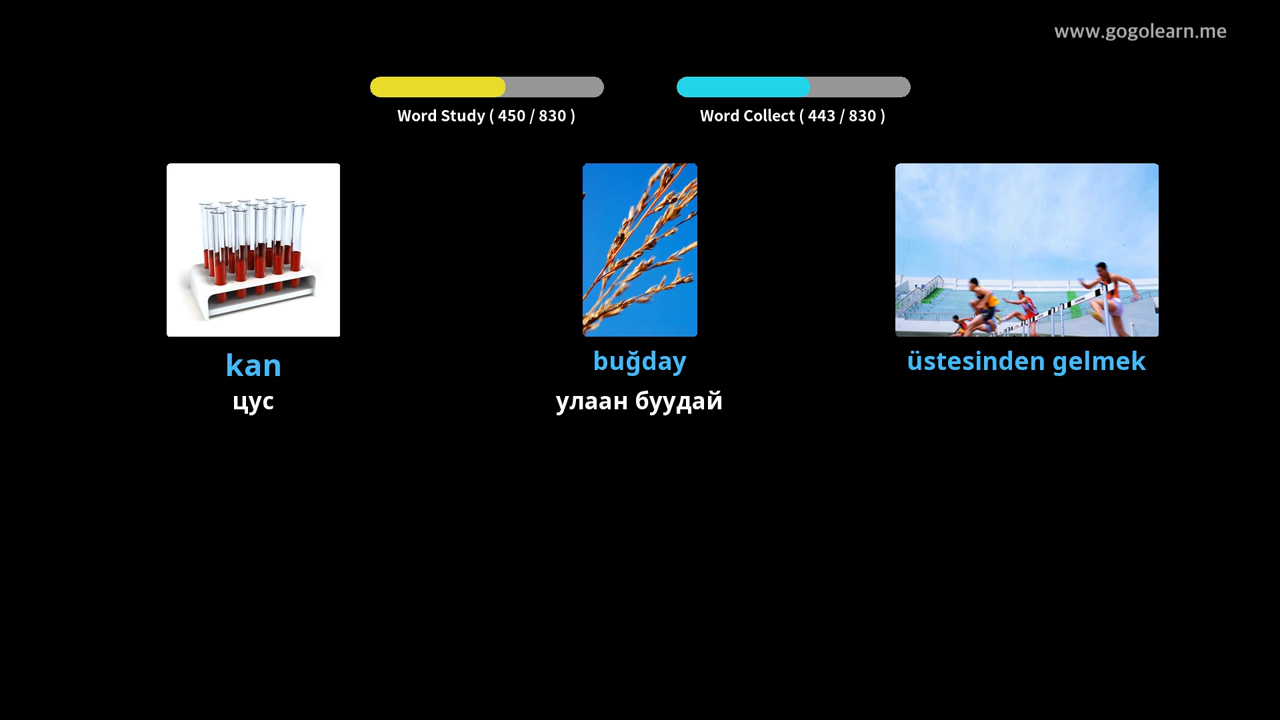 www.gogolearn.me
Word Study ( 450 / 830 )
Word Collect ( 443 / 830 )
kan
цус
buğday
улаан буудай
üstesinden gelmek